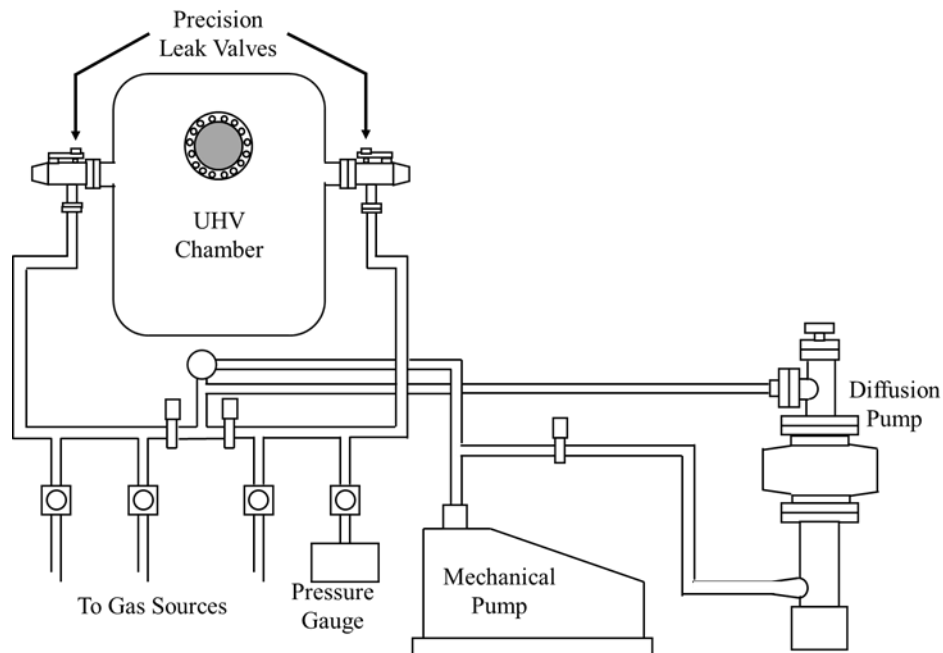 Precision
Leak Valves
UHV
Chamber
Diffusion
Pump
Mechanical
Pump
To Gas Sources
Pressure
Gauge